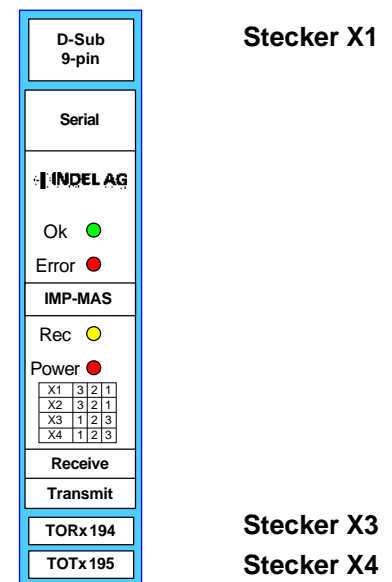 D-Sub
9-pin
Stecker X1
Serial
INDEL AG
Ok
Error
IMP-MAS
Rec
Power
X1 3 2 1
X2 3 2 1
X3 1 2 3
X4 1 2 3
Receive
Transmit
TORx194
Stecker X3
TOTx195
Stecker X4